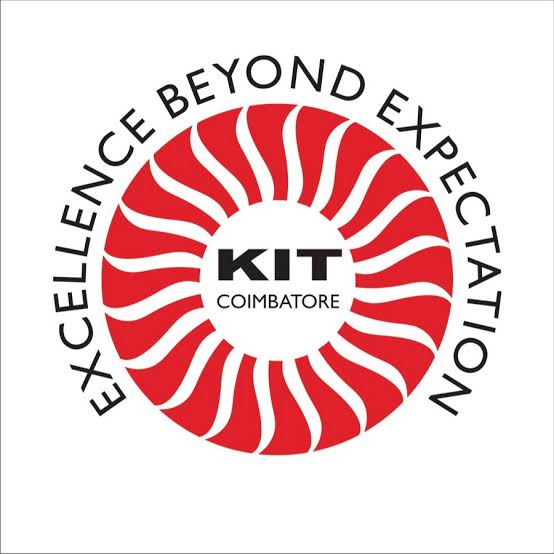 EXCELLENCE BEYOND EXPECTATION
KIT
COIMBATORE